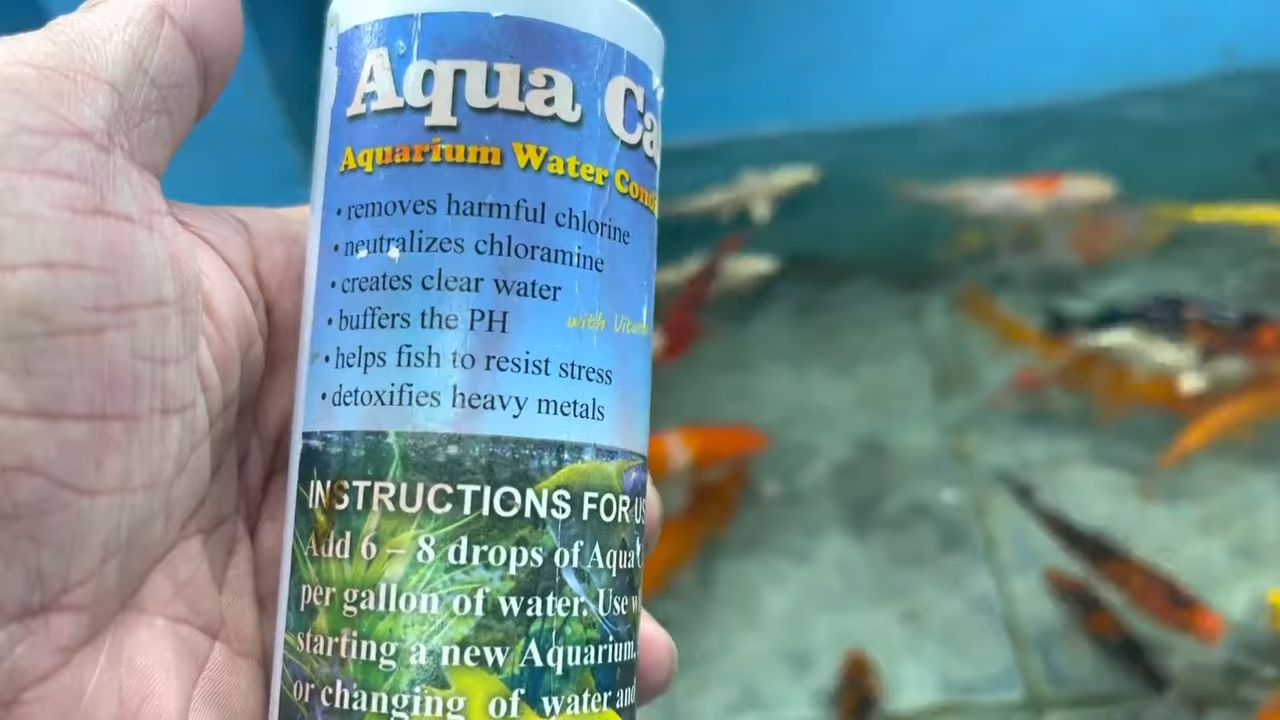 Aqua Ca
Aquarium Water Cond
• removes harmful chlorine
• neutralizes chloramine
• creates clear water
• buffers the PH
with Vita
• helps fish to resist stress
• detoxifies heavy metals
INSTRUCTIONS FOR US
Add 6 – 8 drops of Aqua
per gallon of water. Use
starting a new Aquarium.
or changing of water and